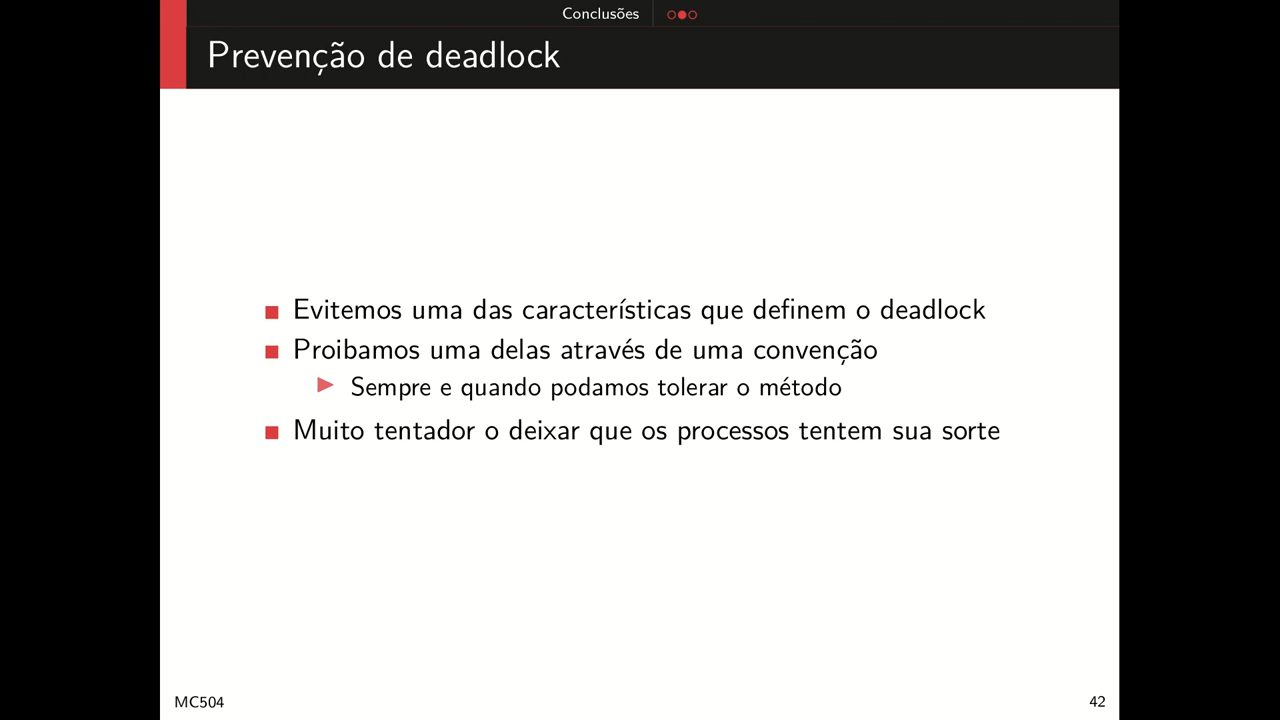 Conclusões
Prevenção de deadlock
Evitemos uma das características que definem o deadlock
Proibamos uma delas através de uma convenção
Sempre e quando podamos tolerar o método
Muito tentador o deixar que os processos tentem sua sorte
MC504
42